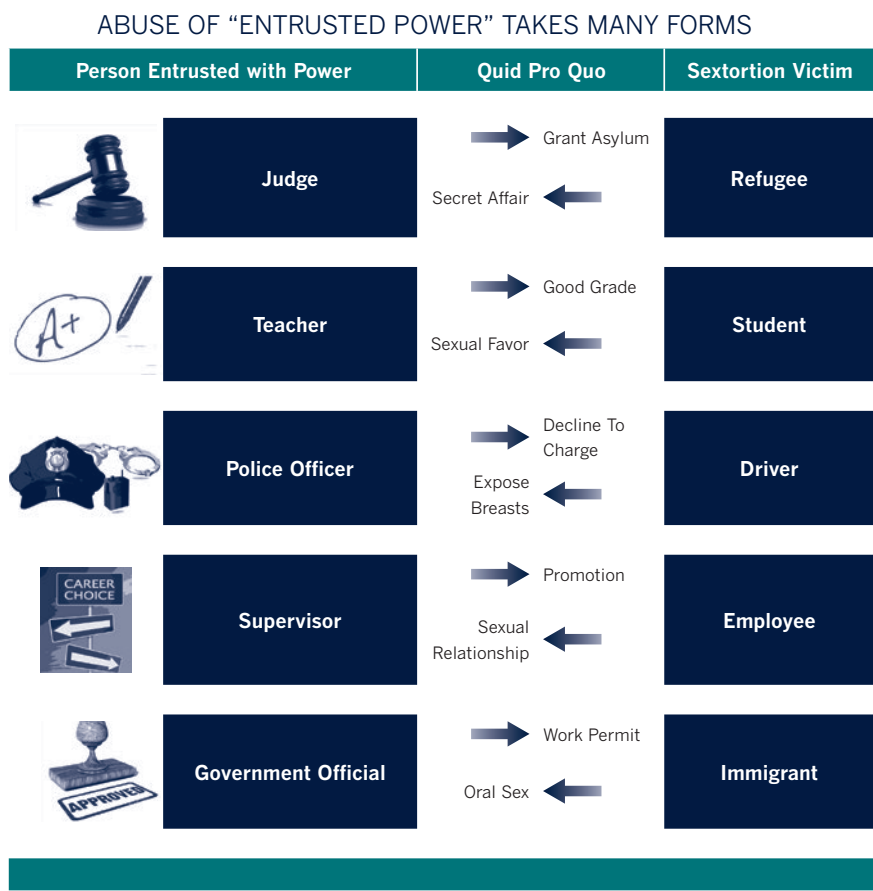 ABUSE OF “ENTRUSTED POWER” TAKES MANY FORMS
Person Entrusted with Power
Quid Pro Quo
Sextortion Victim
Judge
Grant Asylum
Secret Affair
Refugee
A+
Teacher
Good Grade
Sexual Favor
Student
Police Officer
Decline To
Charge
Expose
Breasts
Driver
CAREER
CHOICE
Supervisor
Promotion
Sexual
Relationship
Employee
APPROVED
Government Official
Work Permit
Oral Sex
Immigrant